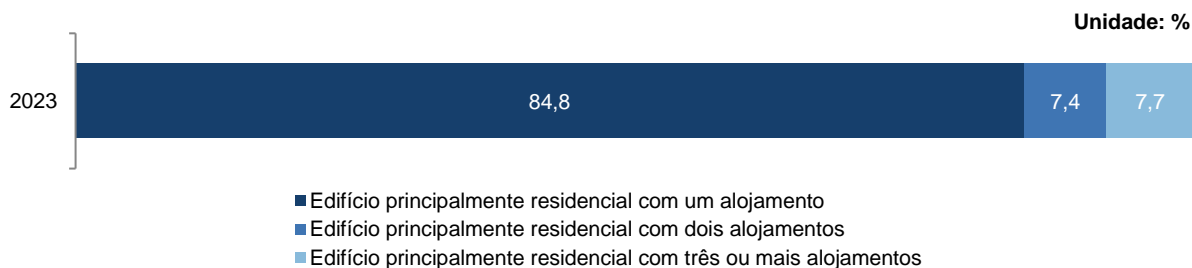 Unidade: %
2023
84,8
7,4
7,7
Edifício principalmente residencial com um alojamento
Edifício principalmente residencial com dois alojamentos
Edifício principalmente residencial com três ou mais alojamentos